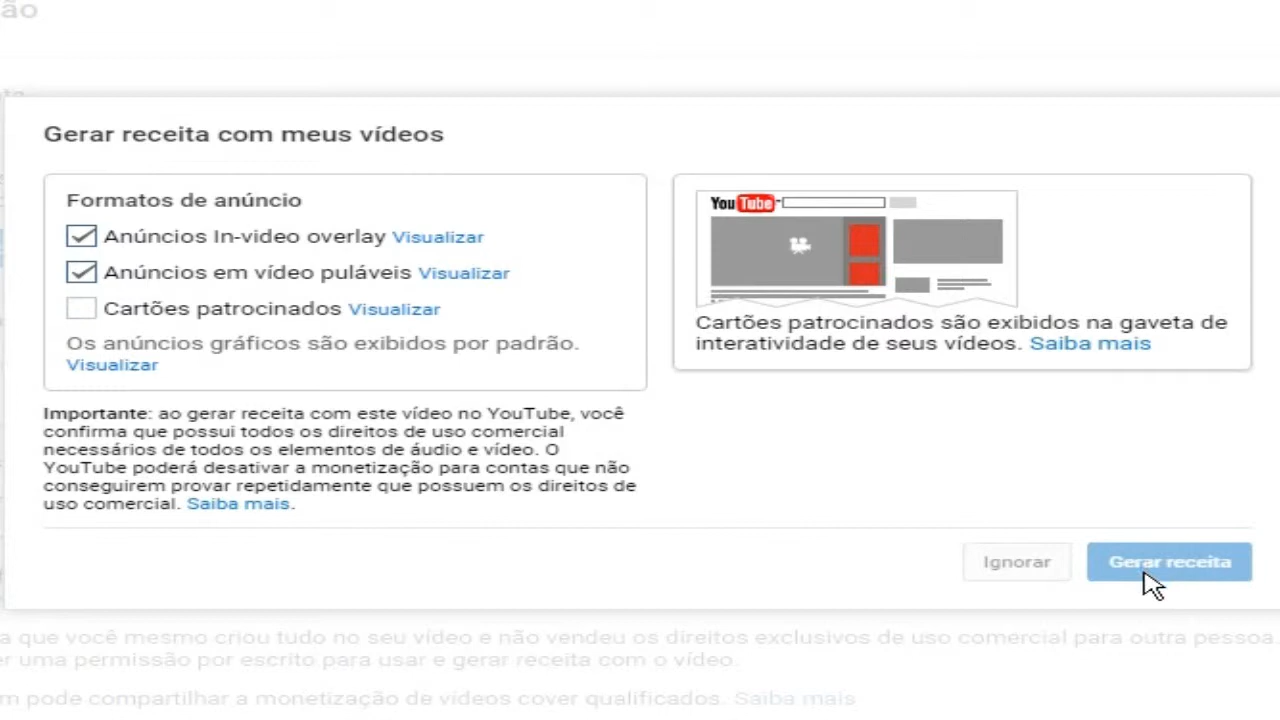 ão
Gerar receita com meus vídeos
Formatos de anúncio
Anúncios In-video overlay Visualizar
Anúncios em vídeo puláveis Visualizar
Cartões patrocinados Visualizar
Os anúncios gráficos são exibidos por padrão.
Visualizar
YouTube
Cartões patrocinados são exibidos na gaveta de
interatividade de seus vídeos. Saiba mais
Importante: ao gerar receita com este vídeo no YouTube, você
confirma que possui todos os direitos de uso comercial
necessários de todos os elementos de áudio e vídeo. O
YouTube poderá desativar a monetização para contas que não
conseguirem provar repetidamente que possuem os direitos de
uso comercial. Saiba mais.
Ignorar
Gerar receita
a que você mesmo criou tudo no seu vídeo e não vendeu os direitos exclusivos de uso comercial para outra pessoa.
er uma permissão por escrito para usar e gerar receita com o vídeo.
m pode compartilhar a monetização de vídeos cover qualificados. Saiba mais